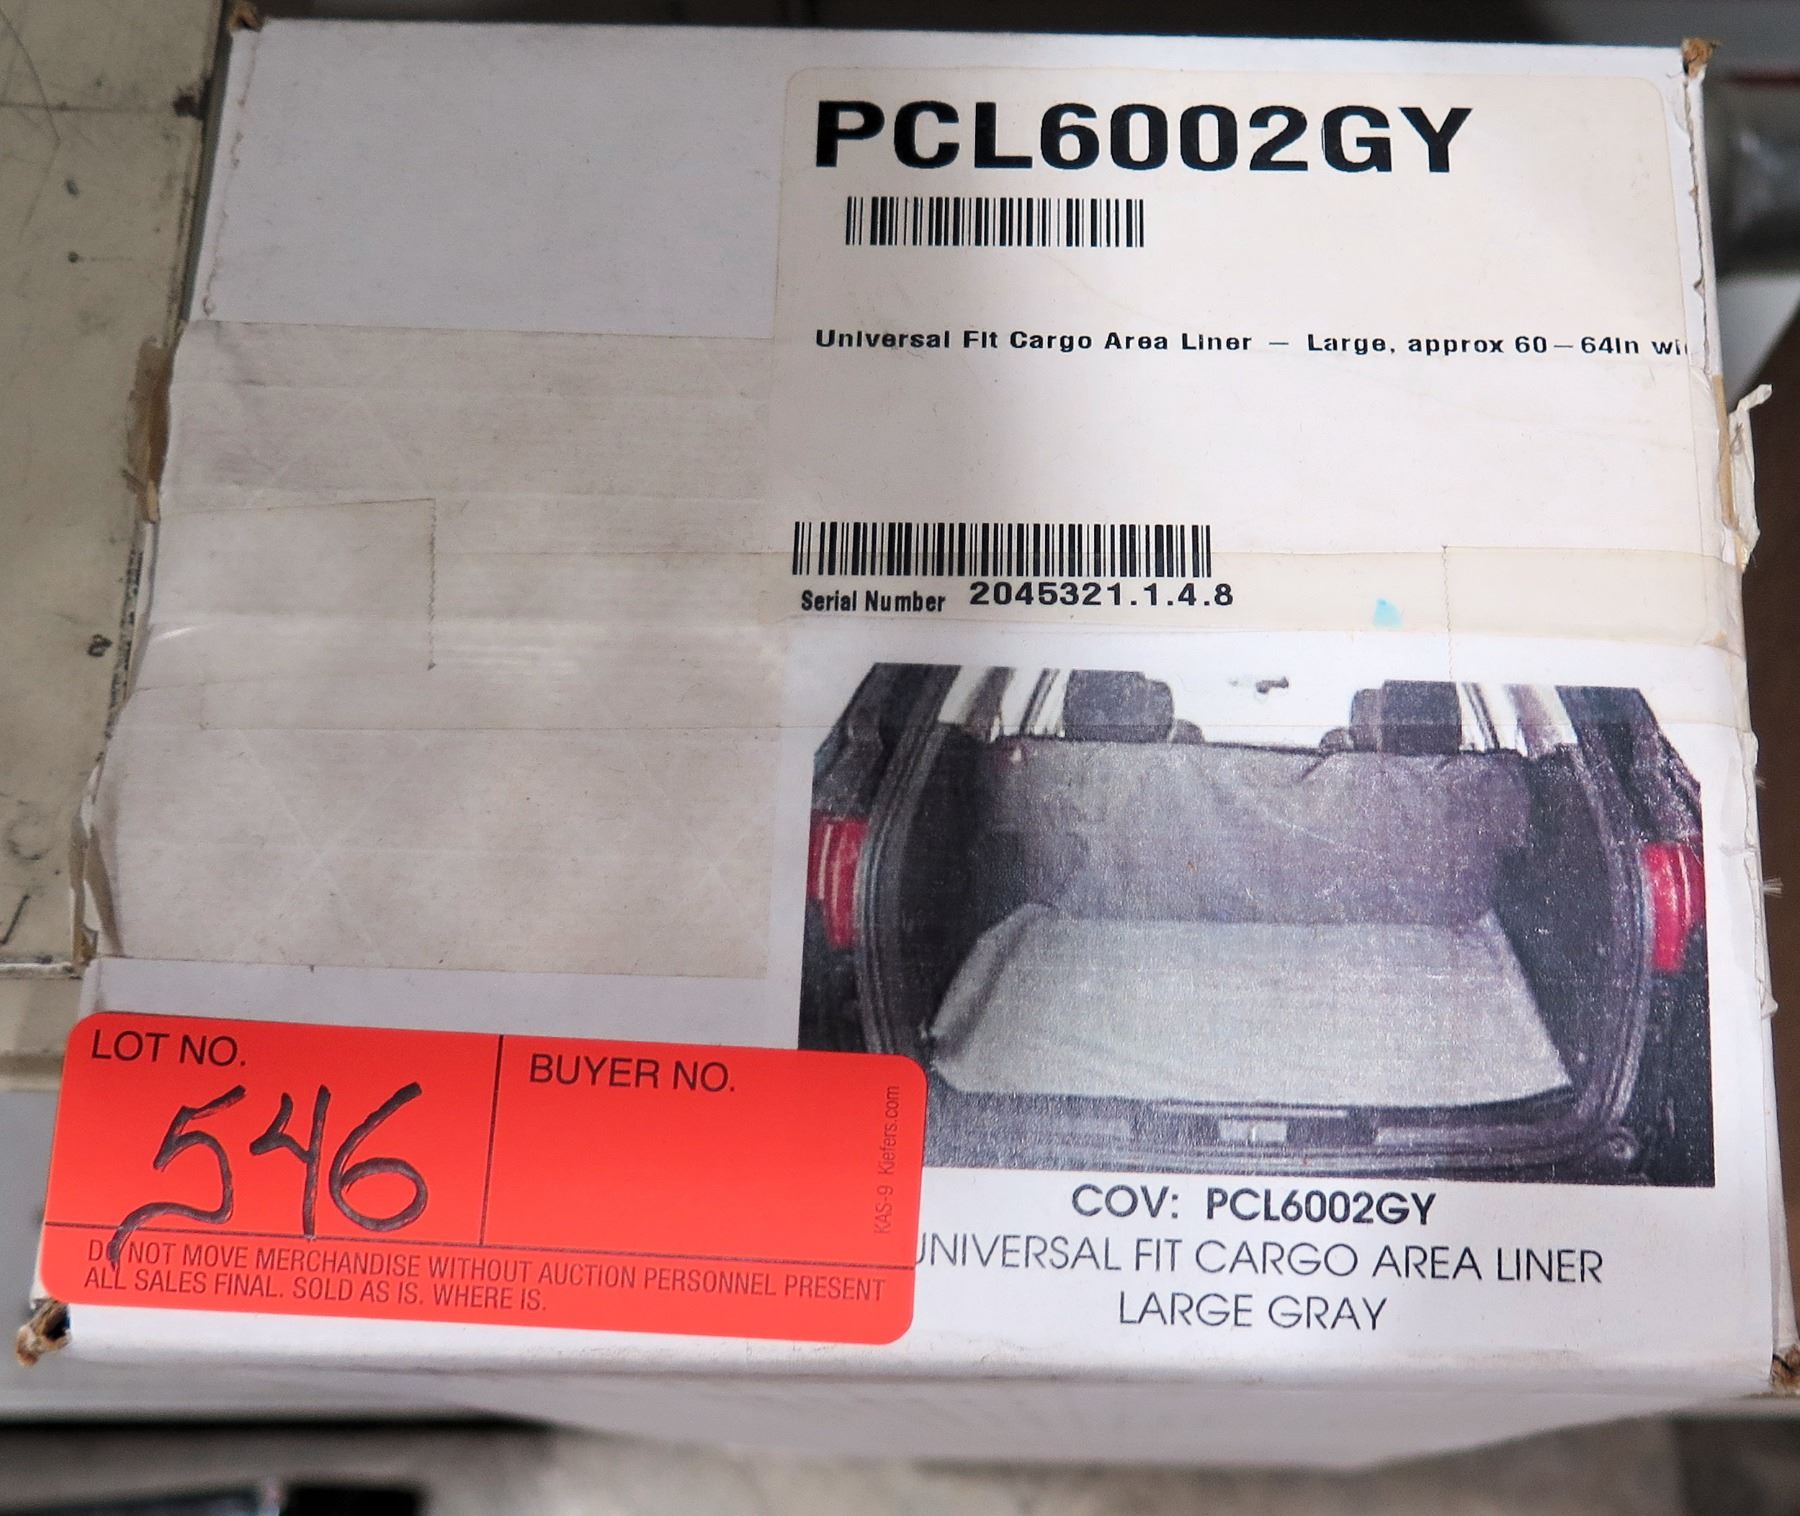 PCL6002GY
Universal Fit Cargo Area Liner — Large, approx 60—64in
Serial Number 2045321.1.4.8
COV: PCL6002GY
UNIVERSAL FIT CARGO AREA LINER
LARGE GRAY
LOT NO.
546
BUYER NO.
KAS-9 Kiefers.com
DO NOT MOVE MERCHANDISE WITHOUT AUCTION PERSONNEL PRESENT
ALL SALES FINAL. SOLD AS IS. WHERE IS.